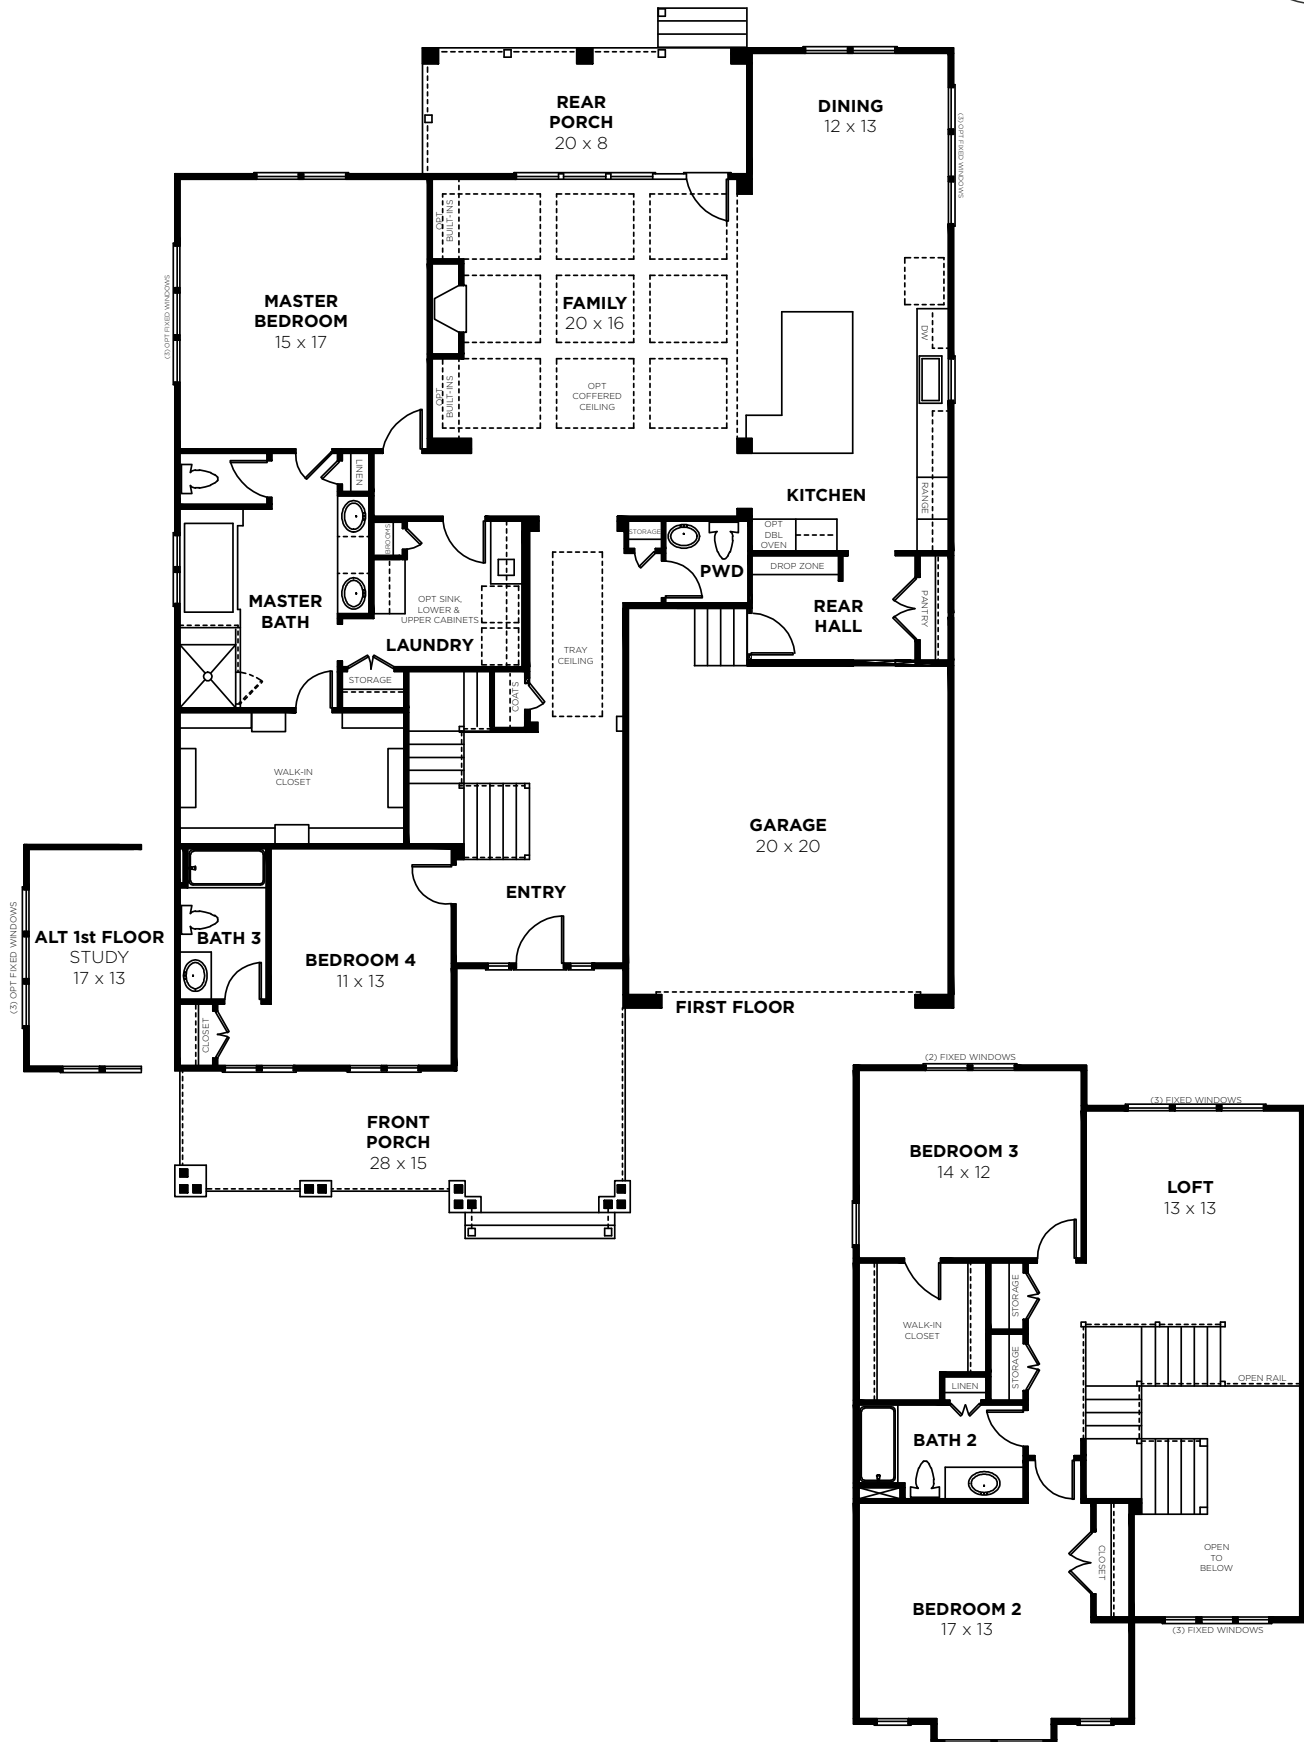 REAR
PORCH
20 x 8
DINING
12 x 13
(3) OPT FIXED WINDOWS
OPT
BUILT-INS
MASTER
BEDROOM
15 x 17
(3) OPT FIXED WINDOWS
FAMILY
20 x 16
OPT
COFFERED
CEILING
OPT
BUILT-INS
DW
LINEN
KITCHEN
RANGE
BROOMS
STORAGE
OPT
DBL
OVEN
PWD
DROP ZONE
MASTER
BATH
OPT SINK,
LOWER &
UPPER CABINETS
LAUNDRY
REAR
HALL
PANTRY
TRAY
CEILING
STORAGE
COATS
WALK-IN
CLOSET
GARAGE
20 x 20
ENTRY
(3) OPT FIXED WINDOWS
ALT 1st FLOOR
STUDY
17 x 13
BATH 3
BEDROOM 4
11 x 13
CLOSET
FIRST FLOOR
FRONT
PORCH
28 x 15
(2) FIXED WINDOWS
(3) FIXED WINDOWS
BEDROOM 3
14 x 12
LOFT
13 x 13
STORAGE
WALK-IN
CLOSET
STORAGE
LINEN
OPEN RAIL
BATH 2
CLOSET
OPEN
TO
BELOW
BEDROOM 2
17 x 13
(3) FIXED WINDOWS